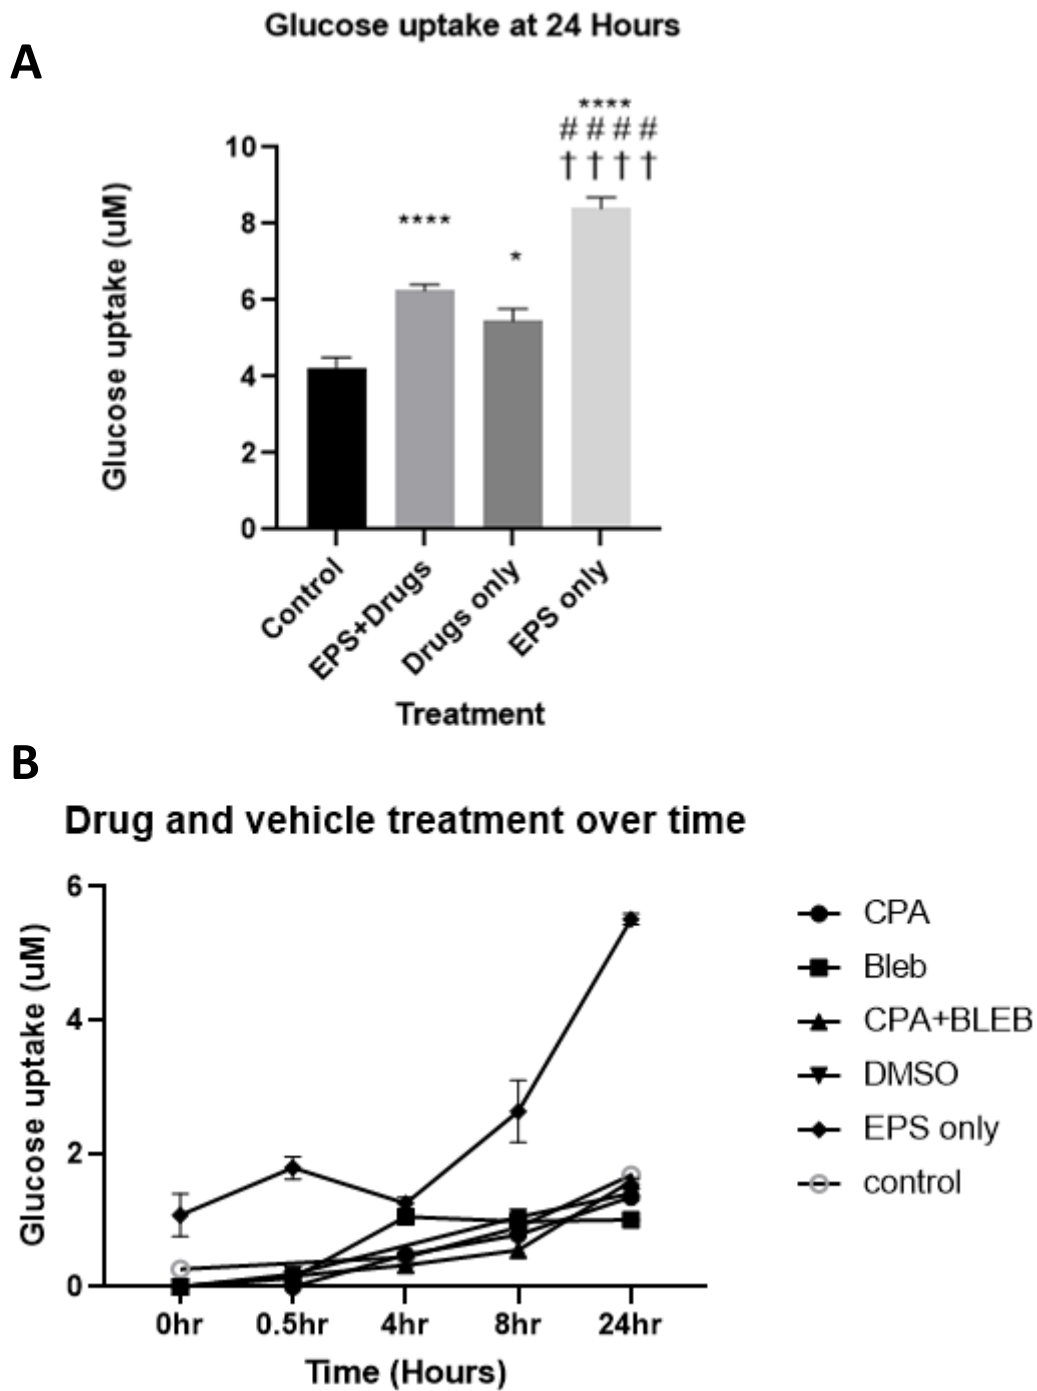 A
Glucose uptake at 24 Hours
Glucose uptake (uM)
10
8
6
4
2
0
****
*
****
# # # #
† † † †
Control
EPS+Drugs
Drugs only
EPS only
Treatment
B
Drug and vehicle treatment over time
Glucose uptake (uM)
6
4
2
0
0hr
0.5hr
4hr
8hr
24hr
Time (Hours)
CPA
Bleb
CPA+BLEB
DMSO
EPS only
control